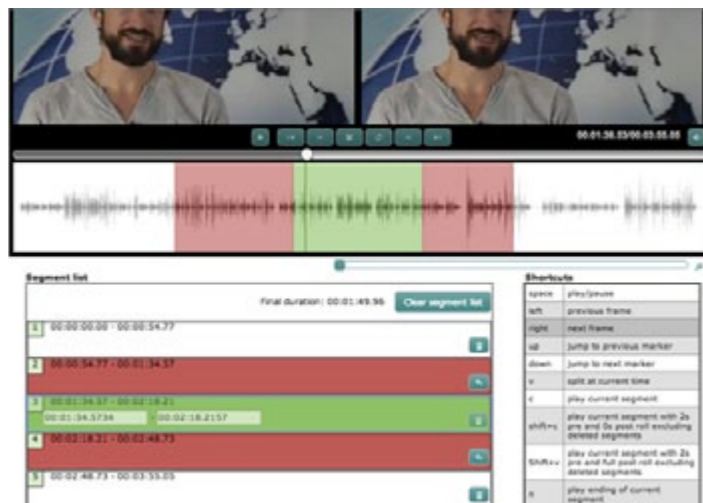 00:01:38.53/00:03:55.05
Segment list
Final duration: 00:01:49.96
Clear segment list
1 00:00:00.00 - 00:00:54.77
2 00:00:54.77 - 00:01:34.57
3 00:01:34.57 - 00:02:18.21
00:01:34.5734 - 00:02:18.2157
4 00:02:18.21 - 00:02:48.73
5 00:02:48.73 - 00:03:55.05
Shortcuts
space play/pause
left previous frame
right next frame
up jump to previous marker
down jump to next marker
v split at current time
c play current segment
shift+c play current segment with 2s
pre and 0s post roll excluding
deleted segments
Shift+v play current segment with 2s
pre and full post roll excluding
deleted segments
play ending of current
segment